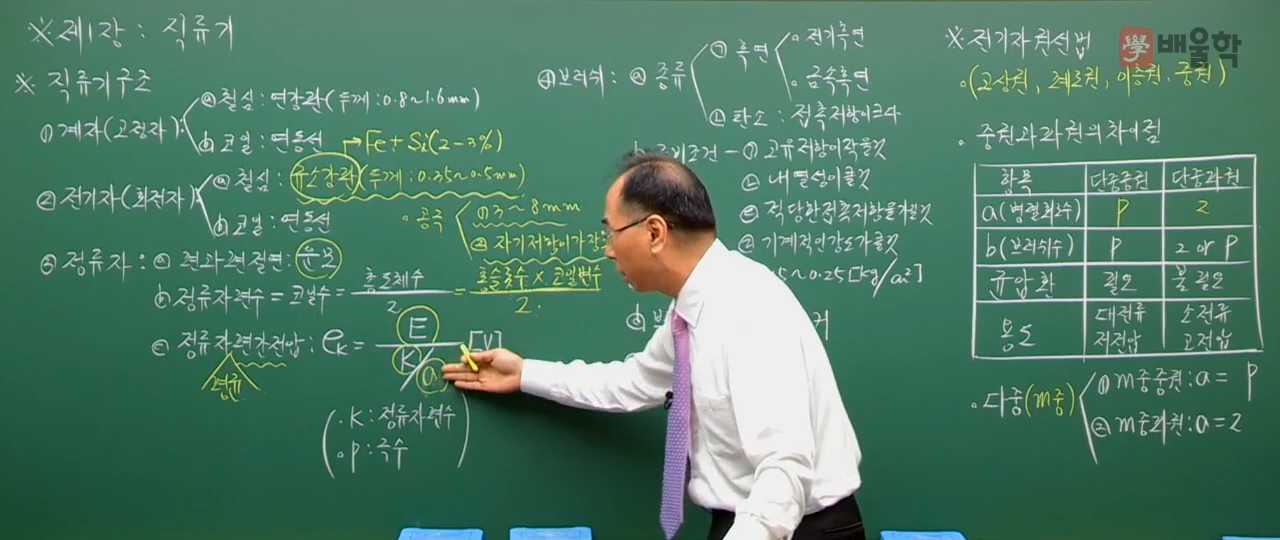 ※ 제1장 : 직류기
※ 직류기구조
① 계자(고정자):
ⓐ 철심 : 연강판(두께 : 0.8~1.6mm)
ⓑ 코일 : 연동선
→ Fe + Si(2-3%)
② 전기자(회전자)
ⓐ 철심 : 규소강판(두께 : 0.35~0.5mm)
ⓑ 코일 : 연동선
• 공극
① 3~8mm
② 자기저항이가장
③ 정류자 : ⓐ 편과편절연 : 운모
ⓑ 정류자편수 = 코일수 = 총도체수/2 = 총슬롯수 × 코일변수/2
ⓒ 정류자편간전압 : eK = E/K/a [V]
편류
(• K : 정류자편수
• P : 극수)
④ 브러쉬 : ⓐ 종류
㉠ 흑연
• 전기흑연
• 금속흑연
㉡ 탄소 : 접촉저항이크다
조건 - ㉠ 고유저항이작을것
㉡ 내열성이클것
㉢ 적당한접촉저항을가질것
기계적인강도가클것
5~0.25[kg/cm²]
ⓓ
※ 전기자권선법
• (고상권, 폐로권, 이층권, 중권)
• 중권과파권의차이점
항목 단중중권 단중파권
a(병렬회로수) P 2
b(브러쉬수) P 2 or P
균압환 필요 불필요
용도 대전류 저전압 소전류 고전압
• 다중(m중)
① m중중권 : a = P
② m중파권 : a = 2
學 배울학